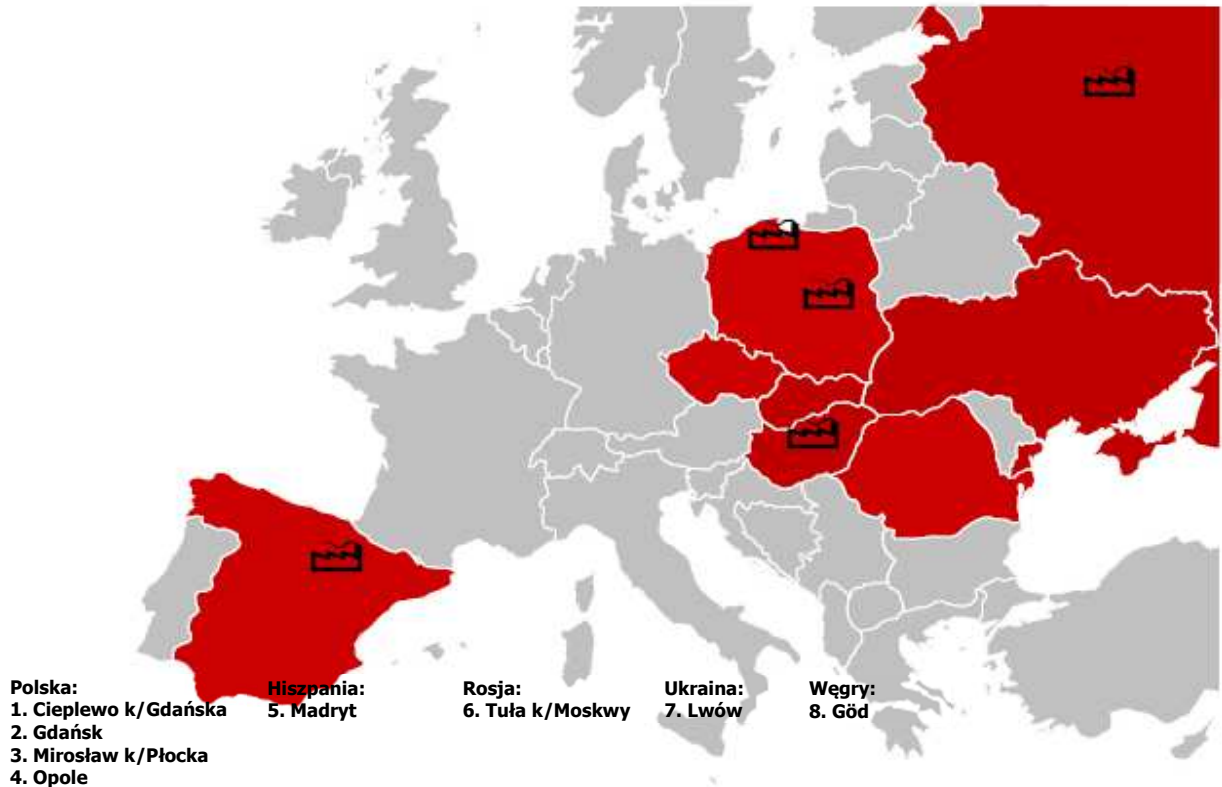 Polska:
1. Cieplewo k/Gdańska
2. Gdańsk
3. Mirosław k/Płocka
4. Opole
Hiszpania:
5. Madryt
Rosja:
6. Tuła k/Moskwy
Ukraina:
7. Lwów
Węgry:
8. Göd